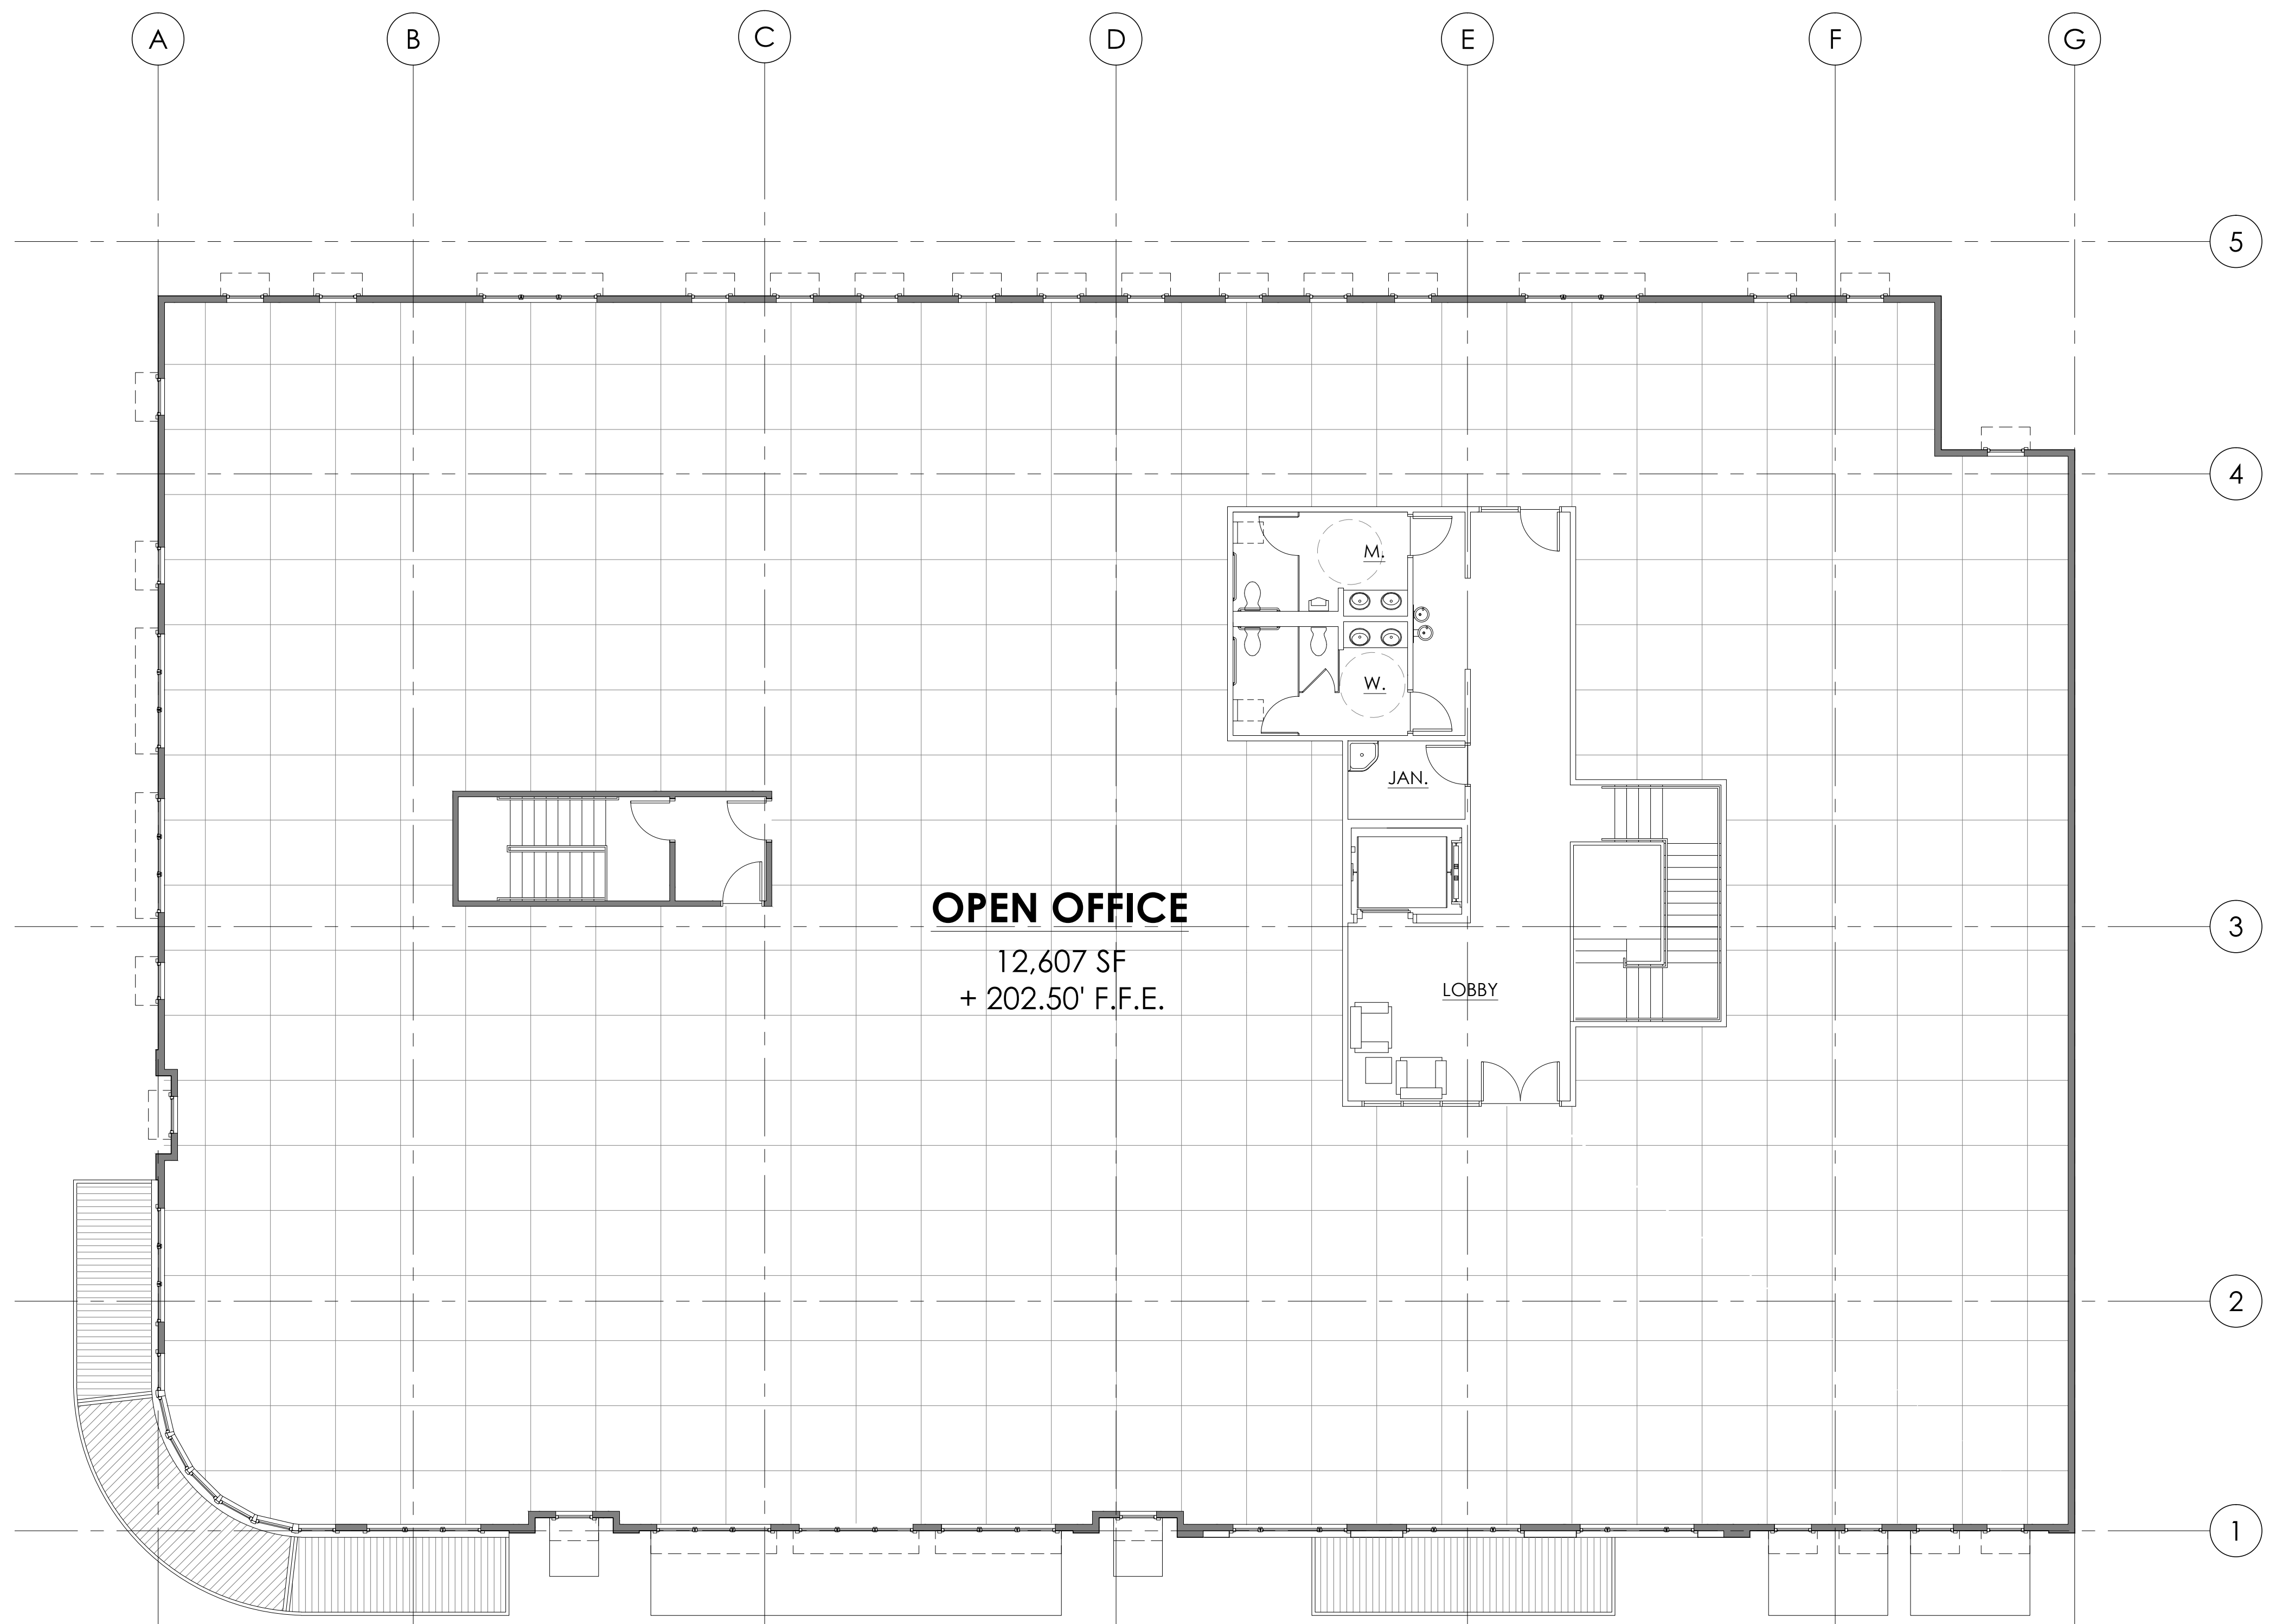 A B C D E F G
5
4
M.
W.
JAN.
OPEN OFFICE
12,607 SF
+ 202.50' F.F.E.
3
LOBBY
2
1